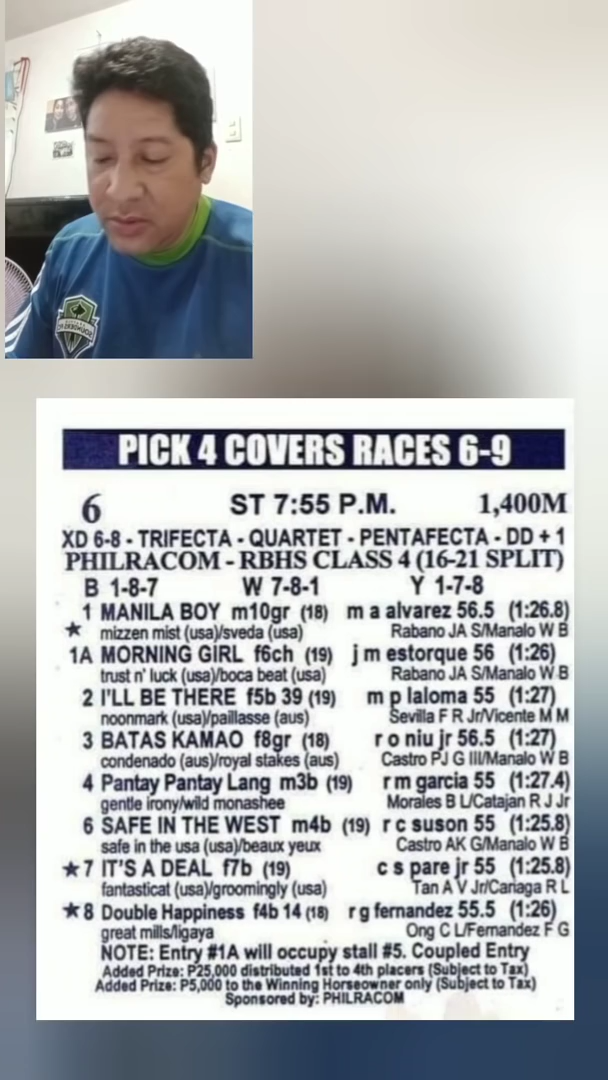 PICK 4 COVERS RACES 6-9
6 ST 7:55 P.M. 1,400M
XD 6-8 - TRIFECTA - QUARTET - PENTAFECTA - DD + 1
PHILRACOM - RBHS CLASS 4 (16-21 SPLIT)
B 1-8-7 W 7-8-1 Y 1-7-8
1 MANILA BOY m10gr (18) m a alvarez 56.5 (1:26.8)
★ mizzen mist (usa)/sveda (usa) Rabano JA S/Manalo W B
1A MORNING GIRL f6ch (19) j m estorque 56 (1:26)
trust n' luck (usa)/boca beat (usa) Rabano JA S/Manalo W B
2 I'LL BE THERE f5b 39 (19) m p laloma 55 (1:27)
noonmark (usa)/paillasse (aus) Sevilla F R Jr/Vicente M M
3 BATAS KAMAO f8gr (18) r o niu jr 56.5 (1:27)
condenado (aus)/royal stakes (aus) Castro PJ G III/Manalo W B
4 Pantay Pantay Lang m3b (19) r m garcia 55 (1:27.4)
gentle irony/wild monashee Morales B L/Catajan R J Jr
6 SAFE IN THE WEST m4b (19) r c suson 55 (1:25.8)
safe in the usa (usa)/beaux yeux Castro AK G/Manalo W B
★7 IT'S A DEAL f7b (19) c s pare jr 55 (1:25.8)
fantasticat (usa)/groomingly (usa) Tan A V Jr/Cariaga R L
★8 Double Happiness f4b 14 (18) r g fernandez 55.5 (1:26)
great mills/ligaya Ong C L/Fernandez F G
NOTE: Entry #1A will occupy stall #5. Coupled Entry
Added Prize: P25,000 distributed 1st to 4th placers (Subject to Tax)
Added Prize: P5,000 to the Winning Horseowner only (Subject to Tax)
Sponsored by: PHILRACOM